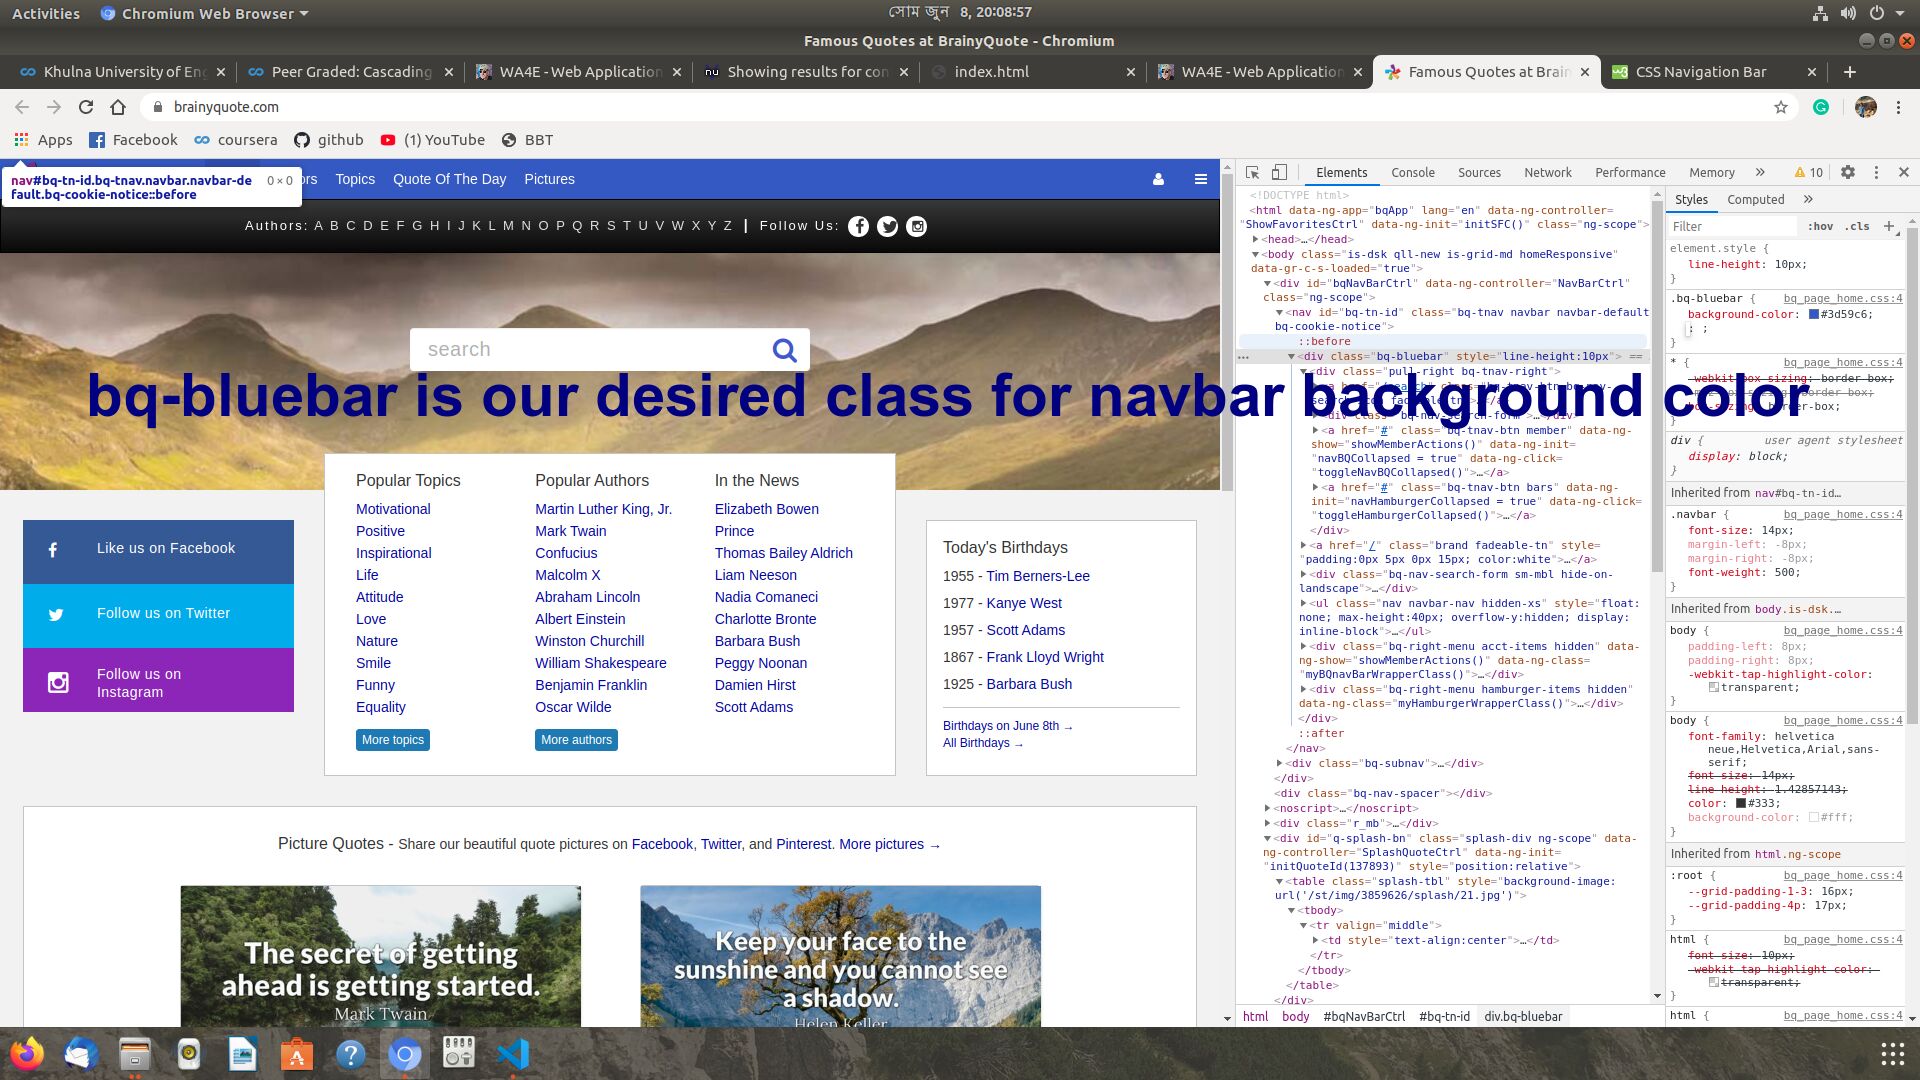 Activities Chromium Web Browser সোম জুন 8, 20:08:57
Famous Quotes at BrainyQuote - Chromium
Khulna University of Eng Peer Graded: Cascading WA4E - Web Application Showing results for con index.html WA4E - Web Application Famous Quotes at Brain CSS Navigation Bar
brainyquote.com
Apps Facebook coursera github (1) YouTube BBT
nav#bq-tn-id.bq-tnav.navbar.navbar-de 0 × 0
fault.bq-cookie-notice::before
ors Topics Quote Of The Day Pictures
Authors: A B C D E F G H I J K L M N O P Q R S T U V W X Y Z | Follow Us:
search
bq-bluebar is our desired class for navbar background color
Popular Topics
Motivational
Positive
Inspirational
Life
Attitude
Love
Nature
Smile
Funny
Equality
More topics
Popular Authors
Martin Luther King, Jr.
Mark Twain
Confucius
Malcolm X
Abraham Lincoln
Albert Einstein
Winston Churchill
William Shakespeare
Benjamin Franklin
Oscar Wilde
More authors
In the News
Elizabeth Bowen
Prince
Thomas Bailey Aldrich
Liam Neeson
Nadia Comaneci
Charlotte Bronte
Barbara Bush
Peggy Noonan
Damien Hirst
Scott Adams
Like us on Facebook
Follow us on Twitter
Follow us on
Instagram
Today's Birthdays
1955 - Tim Berners-Lee
1977 - Kanye West
1957 - Scott Adams
1867 - Frank Lloyd Wright
1925 - Barbara Bush
Birthdays on June 8th →
All Birthdays →
Picture Quotes - Share our beautiful quote pictures on Facebook, Twitter, and Pinterest. More pictures →
The secret of getting
ahead is getting started.
Mark Twain
Keep your face to the
sunshine and you cannot see
a shadow.
Helen Keller
Elements Console Sources Network Performance Memory » 10
<!DOCTYPE html>
<html data-ng-app="bqApp" lang="en" data-ng-controller=
"ShowFavoritesCtrl" data-ng-init="initSFC()" class="ng-scope">
<head>…</head>
<body class="is-dsk qll-new is-grid-md homeResponsive"
data-gr-c-s-loaded="true">
<div id="bqNavBarCtrl" data-ng-controller="NavBarCtrl"
class="ng-scope">
<nav id="bq-tn-id" class="bq-tnav navbar navbar-default
bq-cookie-notice">
::before
… <div class="bq-bluebar" style="line-height:10px"> ==
<div class="pull-right bq-tnav-right">
<a href="#" class="bq-tnav-btn member" data-ng-
show="showMemberActions()" data-ng-init=
"navBQCollapsed = true" data-ng-click=
"toggleNavBQCollapsed()">…</a>
<a href="#" class="bq-tnav-btn bars" data-ng-
init="navHamburgerCollapsed = true" data-ng-click=
"toggleHamburgerCollapsed()">…</a>
</div>
<a href="/" class="brand fadeable-tn" style=
"padding:0px 5px 0px 15px; color:white">…</a>
<div class="bq-nav-search-form sm-mbl hide-on-
landscape">…</div>
<ul class="nav navbar-nav hidden-xs" style="float:
none; max-height:40px; overflow-y:hidden; display:
inline-block">…</ul>
<div class="bq-right-menu acct-items hidden" data-
ng-show="showMemberActions()" data-ng-class=
"myBQnavBarWrapperClass()">…</div>
<div class="bq-right-menu hamburger-items hidden"
data-ng-class="myHamburgerWrapperClass()">…</div>
</div>
::after
</nav>
<div class="bq-subnav">…</div>
</div>
<div class="bq-nav-spacer"></div>
<noscript>…</noscript>
<div class="r_mb">…</div>
<div id="q-splash-bn" class="splash-div ng-scope" data-
ng-controller="SplashQuoteCtrl" data-ng-init=
"initQuoteId(137893)" style="position:relative">
<table class="splash-tbl" style="background-image:
url('/st/img/3859626/splash/21.jpg')">
<tbody>
<tr valign="middle">
<td style="text-align:center">…</td>
</tr>
</tbody>
</table>
</div>
html body #bqNavBarCtrl #bq-tn-id div.bq-bluebar
Styles Computed »
Filter :hov .cls +
element.style {
line-height: 10px;
}
.bq-bluebar { bq_page_home.css:4
background-color: #3d59c6;
: ;
}
* { bq_page_home.css:4
-webkit-box-sizing: border-box;
box-sizing: border-box;
}
div { user agent stylesheet
display: block;
}
Inherited from nav#bq-tn-id…
.navbar { bq_page_home.css:4
font-size: 14px;
margin-left: -8px;
margin-right: -8px;
font-weight: 500;
}
Inherited from body.is-dsk.…
body { bq_page_home.css:4
padding-left: 8px;
padding-right: 8px;
-webkit-tap-highlight-color:
transparent;
}
body { bq_page_home.css:4
font-family: helvetica
neue,Helvetica,Arial,sans-
serif;
font-size: 14px;
line-height: 1.42857143;
color: #333;
background-color: #fff;
}
Inherited from html.ng-scope
:root { bq_page_home.css:4
--grid-padding-1-3: 16px;
--grid-padding-4p: 17px;
}
html { bq_page_home.css:4
font-size: 10px;
-webkit-tap-highlight-color:
transparent;
}
html { bq_page_home.css:4